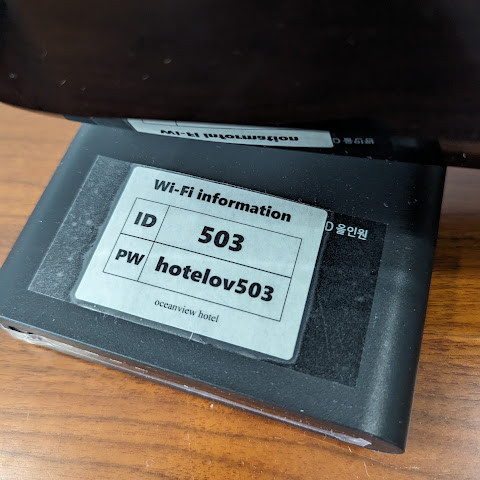 Wi-Fi information
ID 503
PW hotelov503
oceanview hotel
D 올인원